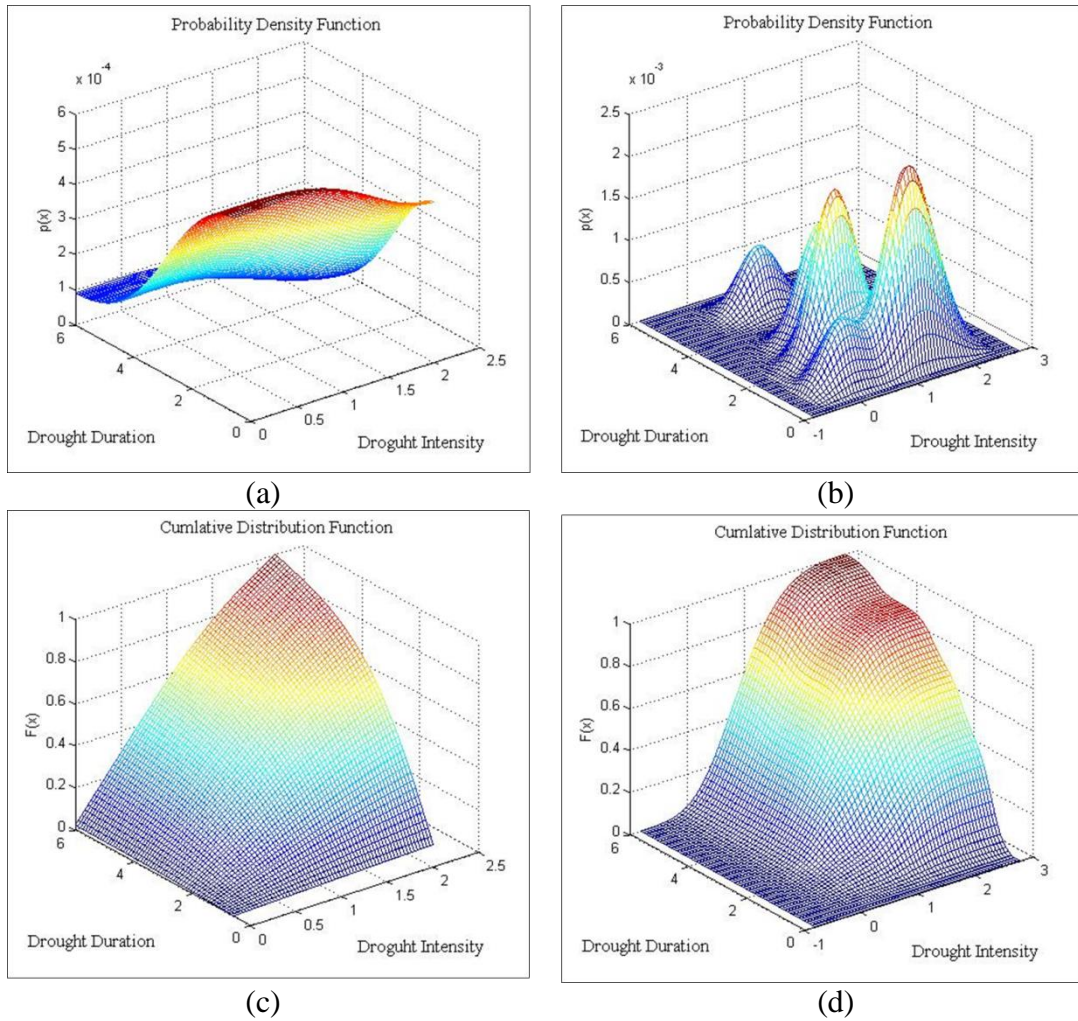 Probability Density Function
x 10⁻⁴
6
5
4
3
2
1
0
p(x)
6
4
2
0
Drought Duration
0
0.5
1
1.5
2
2.5
Droguht Intensity
(a)
Probability Density Function
x 10⁻³
2.5
2
1.5
1
0.5
0
p(x)
6
4
2
0
Drought Duration
-1
0
1
2
3
Drought Intensity
(b)
Cumlative Distribution Function
1
0.8
0.6
0.4
0.2
0
F(x)
6
4
2
0
Drought Duration
0
0.5
1
1.5
2
2.5
Droguht Intensity
(c)
Cumlative Distribution Function
1
0.8
0.6
0.4
0.2
0
F(x)
6
4
2
0
Drought Duration
-1
0
1
2
3
Drought Intensity
(d)